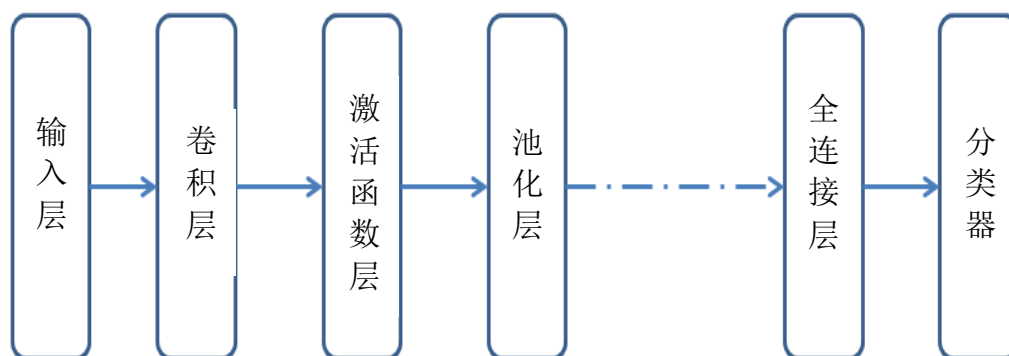 输入层
卷积层
激活函数层
池化层
全连接层
分类器